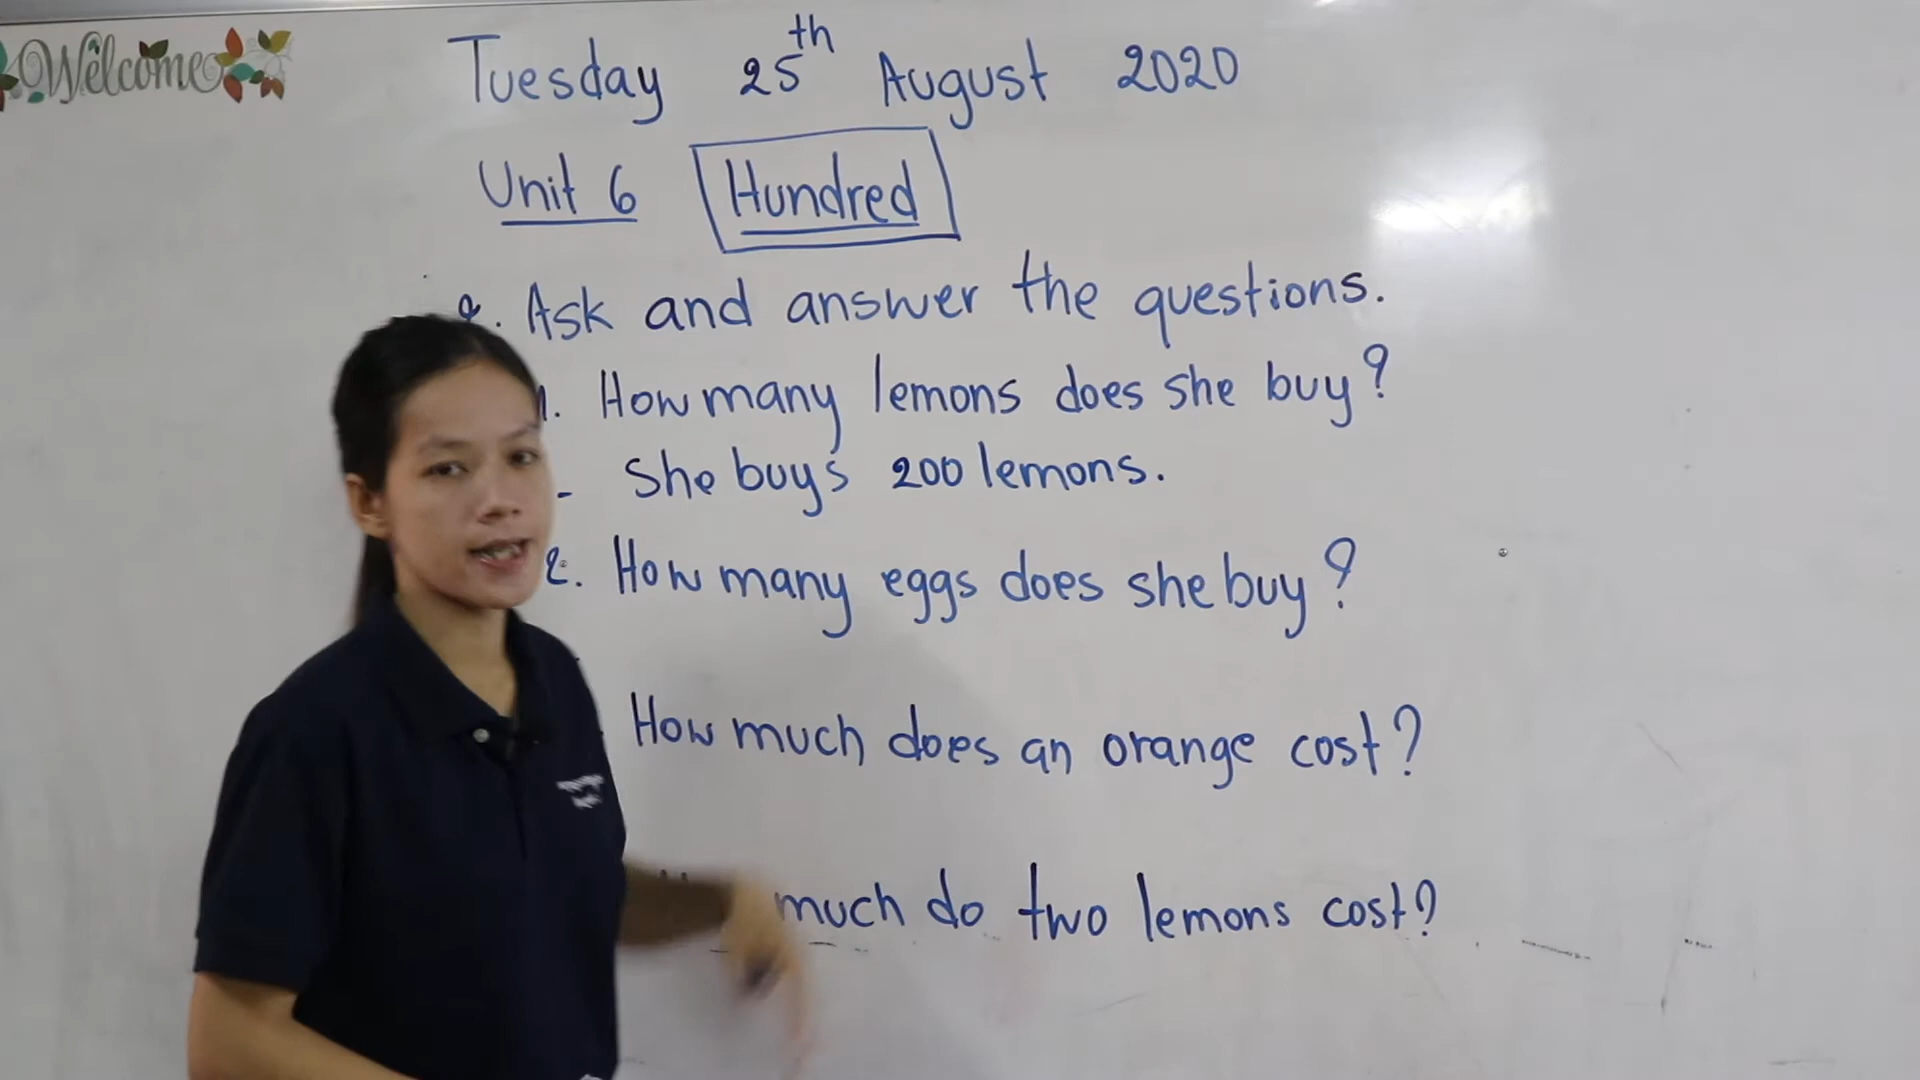 Welcome
Tuesday 25th August 2020
Unit 6 Hundred
Ask and answer the questions.
1. How many lemons does she buy?
- She buys 200 lemons.
2. How many eggs does she buy?
How much does an orange cost?
much do two lemons cost?